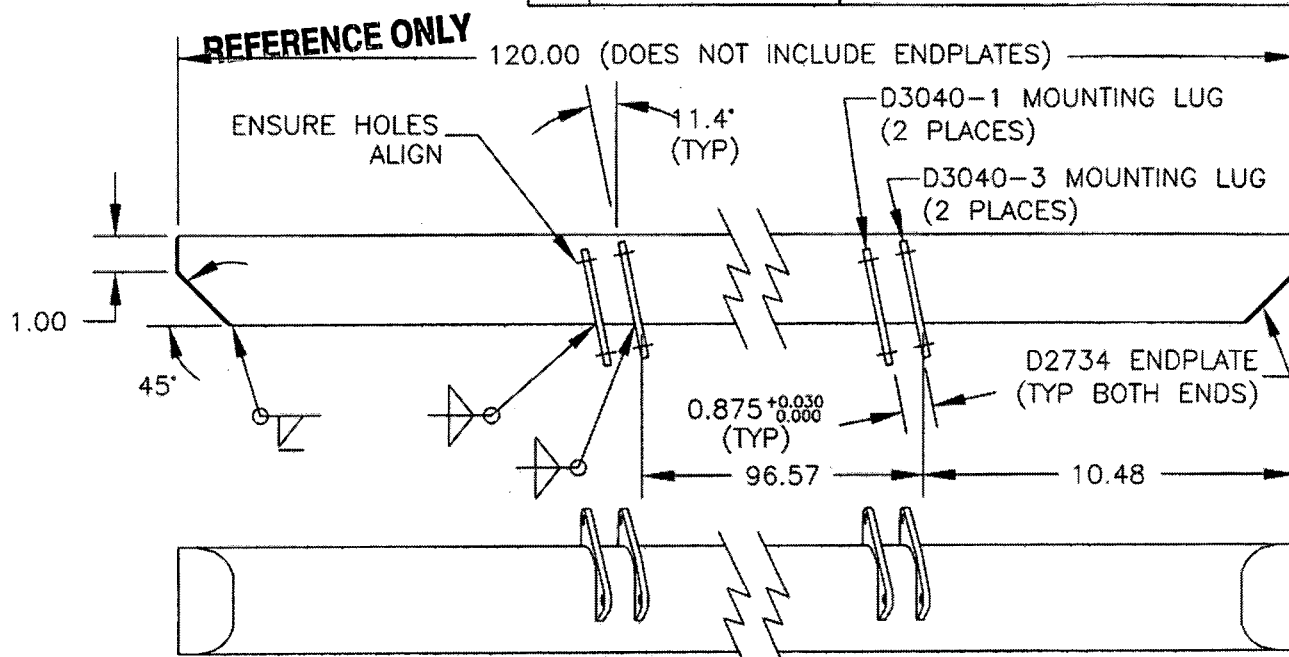 REFERENCE ONLY
120.00 (DOES NOT INCLUDE ENDPLATES)
ENSURE HOLES
ALIGN
11.4°
(TYP)
D3040-1 MOUNTING LUG
(2 PLACES)
D3040-3 MOUNTING LUG
(2 PLACES)
1.00
45°
D2734 ENDPLATE
(TYP BOTH ENDS)
0.875 +0.030
0.000
(TYP)
96.57
10.48